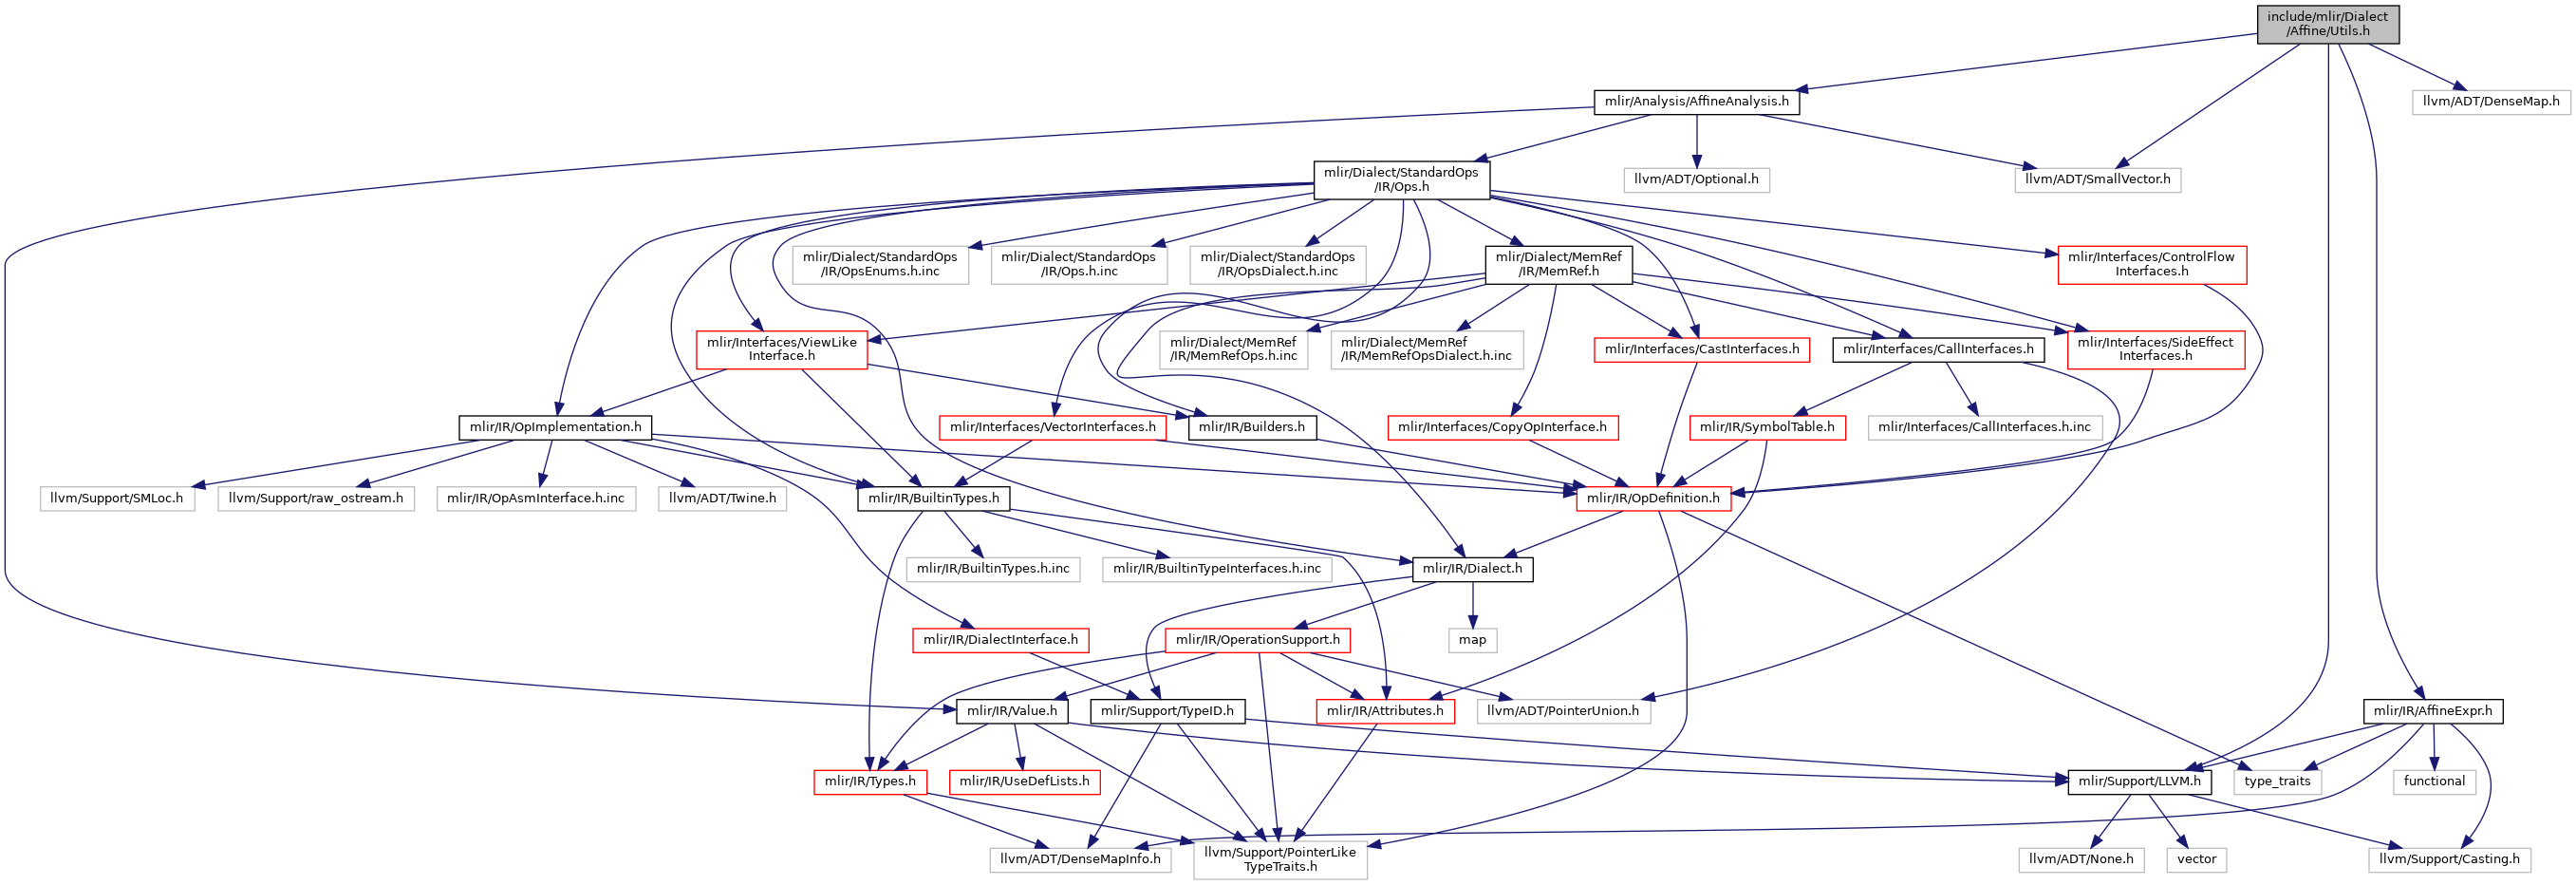 include/mlir/Dialect
/Affine/Utils.h
mlir/Analysis/AffineAnalysis.h
llvm/ADT/DenseMap.h
mlir/Dialect/StandardOps
/IR/Ops.h
llvm/ADT/Optional.h
llvm/ADT/SmallVector.h
mlir/Dialect/StandardOps
/IR/OpsEnums.h.inc
mlir/Dialect/StandardOps
/IR/Ops.h.inc
mlir/Dialect/StandardOps
/IR/OpsDialect.h.inc
mlir/Dialect/MemRef
/IR/MemRef.h
mlir/Interfaces/ControlFlow
Interfaces.h
mlir/Interfaces/ViewLike
Interface.h
mlir/Dialect/MemRef
/IR/MemRefOps.h.inc
mlir/Dialect/MemRef
/IR/MemRefOpsDialect.h.inc
mlir/Interfaces/CastInterfaces.h
mlir/Interfaces/CallInterfaces.h
mlir/Interfaces/SideEffect
Interfaces.h
mlir/IR/OpImplementation.h
mlir/Interfaces/VectorInterfaces.h
mlir/IR/Builders.h
mlir/Interfaces/CopyOpInterface.h
mlir/IR/SymbolTable.h
mlir/Interfaces/CallInterfaces.h.inc
llvm/Support/SMLoc.h
llvm/Support/raw_ostream.h
mlir/IR/OpAsmInterface.h.inc
llvm/ADT/Twine.h
mlir/IR/BuiltinTypes.h
mlir/IR/OpDefinition.h
mlir/IR/BuiltinTypes.h.inc
mlir/IR/BuiltinTypeInterfaces.h.inc
mlir/IR/Dialect.h
mlir/IR/DialectInterface.h
mlir/IR/OperationSupport.h
map
mlir/IR/Value.h
mlir/Support/TypeID.h
mlir/IR/Attributes.h
llvm/ADT/PointerUnion.h
mlir/IR/AffineExpr.h
mlir/IR/Types.h
mlir/IR/UseDefLists.h
mlir/Support/LLVM.h
type_traits
functional
llvm/ADT/DenseMapInfo.h
llvm/Support/PointerLike
TypeTraits.h
llvm/ADT/None.h
vector
llvm/Support/Casting.h